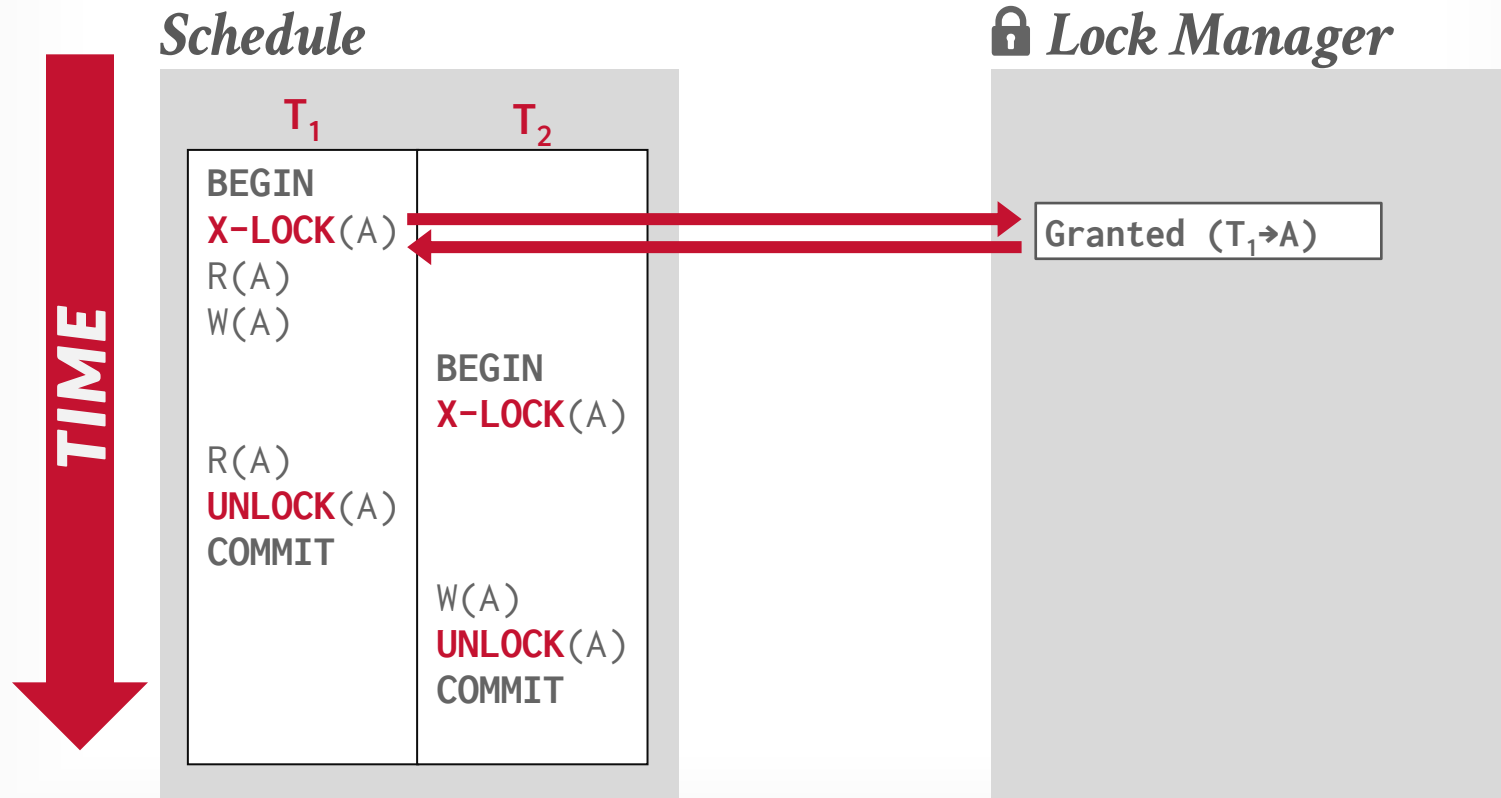 Schedule
Lock Manager
TIME
T₁ T₂
BEGIN
X-LOCK(A)
R(A)
W(A)
BEGIN
X-LOCK(A)
R(A)
UNLOCK(A)
COMMIT
W(A)
UNLOCK(A)
COMMIT
Granted (T₁→A)